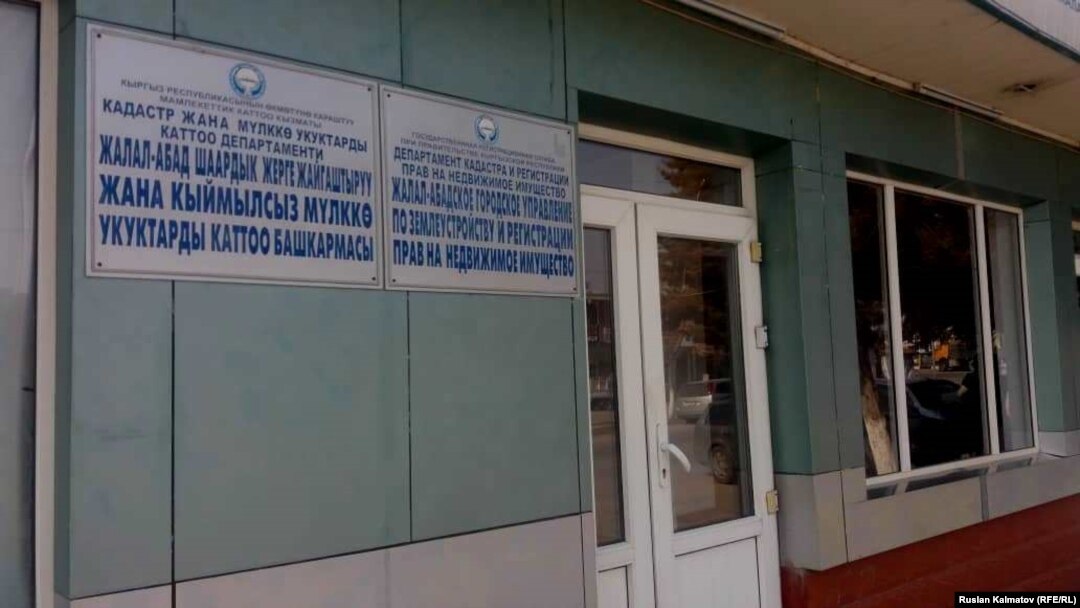 КЫРГЫЗ РЕСПУБЛИКАСЫНЫН ӨКМӨТҮНӨ КАРАШТУУ
МАМЛЕКЕТТИК КАТТОО КЫЗМАТЫ
КАДАСТР ЖАНА МҮЛККӨ УКУКТАРДЫ
КАТТОО ДЕПАРТАМЕНТИ
ЖАЛАЛ-АБАД ШААРДЫК ЖЕРГЕ ЖАЙГАШТЫРУУ
ЖАНА КЫЙМЫЛСЫЗ МҮЛККӨ
УКУКТАРДЫ КАТТОО БАШКАРМАСЫ
ГОСУДАРСТВЕННАЯ РЕГИСТРАЦИОННАЯ СЛУЖБА
ПРИ ПРАВИТЕЛЬСТВЕ КЫРГЫЗСКОЙ РЕСПУБЛИКИ
ДЕПАРТАМЕНТ КАДАСТРА И РЕГИСТРАЦИИ
ПРАВ НА НЕДВИЖИМОЕ ИМУЩЕСТВО
ЖАЛАЛ-АБАДСКОЕ ГОРОДСКОЕ УПРАВЛЕНИЕ
ПО ЗЕМЛЕУСТРОЙСТВУ И РЕГИСТРАЦИИ
ПРАВ НА НЕДВИЖИМОЕ ИМУЩЕСТВО
Ruslan Kalmatov (RFE/RL)